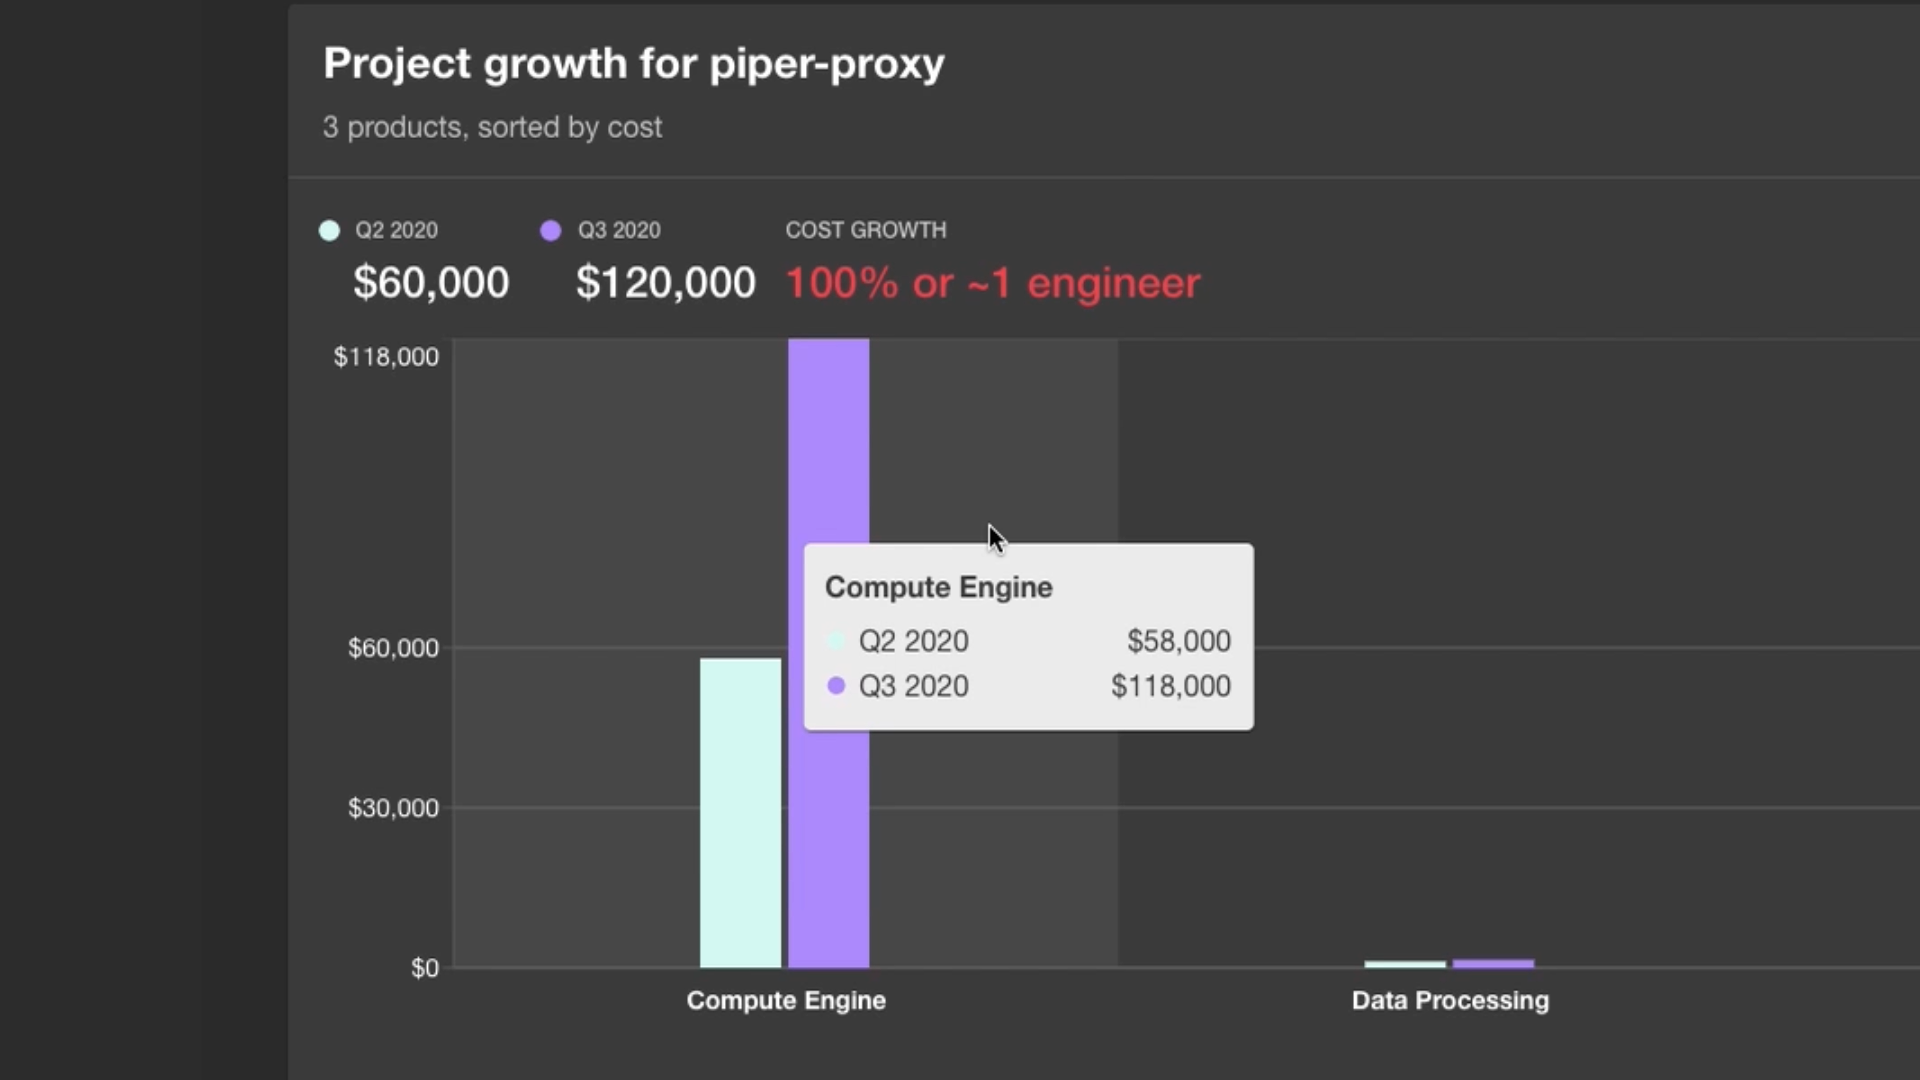 Project growth for piper-proxy
3 products, sorted by cost
Q2 2020
Q3 2020
COST GROWTH
$60,000
$120,000
100% or ~1 engineer
$118,000
$60,000
$30,000
$0
Compute Engine
Q2 2020 $58,000
Q3 2020 $118,000
Compute Engine
Data Processing